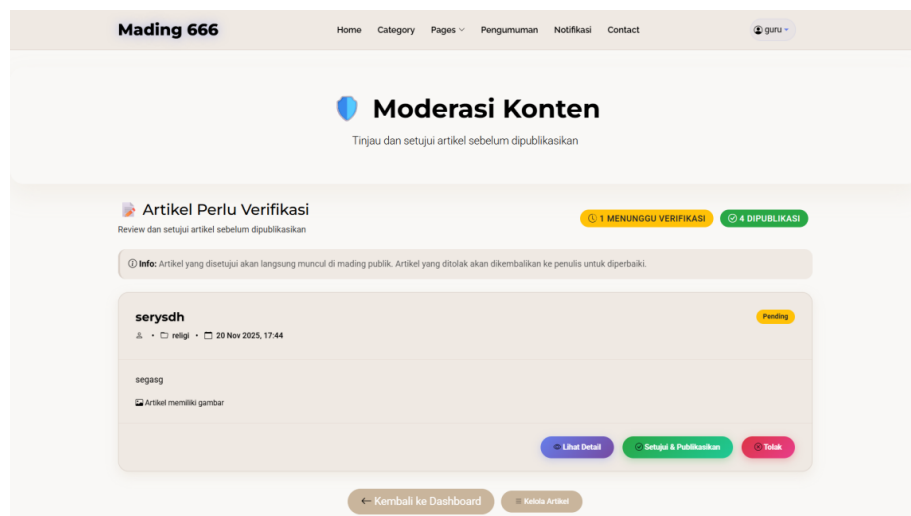 Mading 666
Home Category Pages Pengumuman Notifikasi Contact guru
Moderasi Konten
Tinjau dan setujui artikel sebelum dipublikasikan
Artikel Perlu Verifikasi
Review dan setujui artikel sebelum dipublikasikan
1 MENUNGGU VERIFIKASI 4 DIPUBLIKASI
Info: Artikel yang disetujui akan langsung muncul di mading publik. Artikel yang ditolak akan dikembalikan ke penulis untuk diperbaiki.
serysdh
Pending
• religi • 20 Nov 2025, 17:44
segasg
Artikel memiliki gambar
Lihat Detail Setujui & Publikasikan Tolak
← Kembali ke Dashboard Kelola Artikel